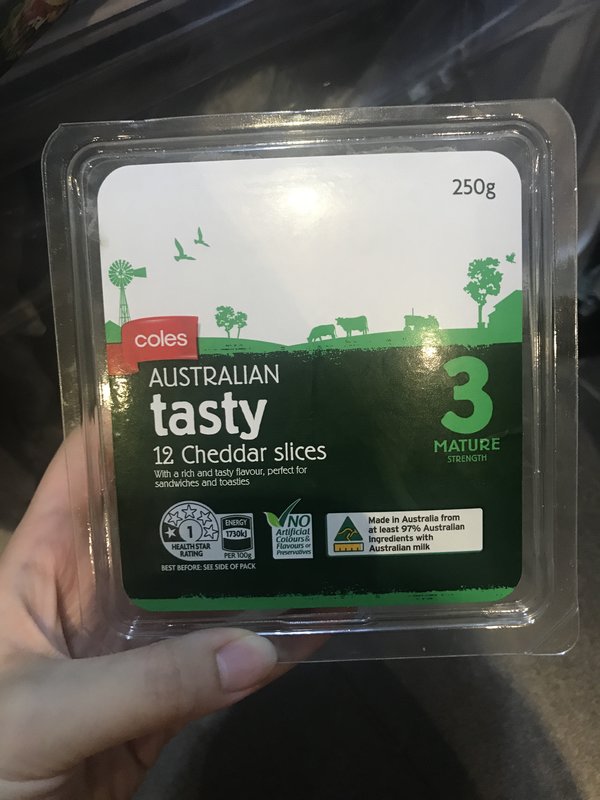 250g
coles
AUSTRALIAN
tasty
12 Cheddar slices
With a rich and tasty flavour, perfect for
sandwiches and toasties
3
MATURE
STRENGTH
1
HEALTH STAR
RATING
ENERGY
1730kJ
PER 100g
NO
Artificial
Colours &
Flavours or
Preservatives
Made in Australia from
at least 97% Australian
Ingredients with
Australian milk
BEST BEFORE: SEE SIDE OF PACK